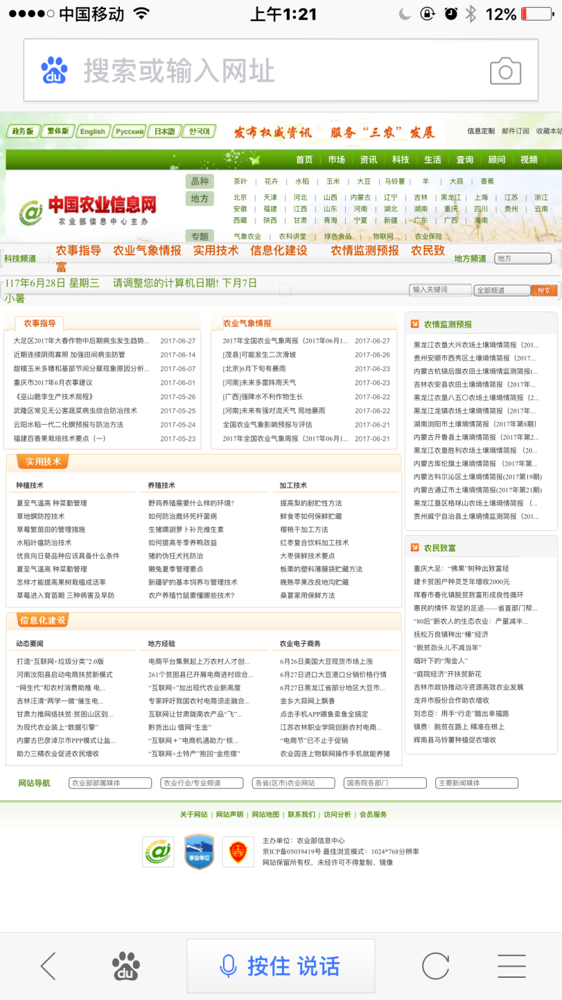 中国移动 上午1:21 12%
搜索或输入网址
政务版 繁体版 English Русский 日本語 한국어 发布权威资讯 服务“三农”发展 信息定制 邮件订阅 收藏本站
首页 市场 资讯 科技 生活 查询 顾问 视频
中国农业信息网
农业部信息中心主办
品种 茶叶 | 花卉 | 水稻 | 玉米 | 大豆 | 马铃薯 | 羊 | 大蒜 | 香蕉
地方 北京 | 天津 | 河北 | 山西 | 内蒙古 | 辽宁 | 吉林 | 黑龙江 | 上海 | 江苏 | 浙江
安徽 | 福建 | 江西 | 山东 | 河南 | 湖北 | 湖南 | 重庆 | 四川 | 贵州 | 云南
西藏 | 陕西 | 甘肃 | 青海 | 宁夏 | 新疆 | 广东 | 广西 | 海南
专题 气象农业 | 农科讲堂 | 绿色食品 | 物联网 | 农业保险
科技频道 农事指导 农业气象情报 实用技术 信息化建设 农情监测预报 农民致
富
地方频道 地方
117年6月28日 星期三 请调整您的计算机日期! 下月7日
小暑
输入关键词 全部频道 搜索
农事指导
大足区2017年大春作物中后期病虫发生趋势... 2017-06-27
近期连续阴雨寡照 加强田间病虫防管 2017-06-14
甜糯玉米多穗和基部节间分蘖现象原因分析... 2017-06-07
重庆市2017年6月农事建议 2017-06-01
《巫山脆李生产技术规程》 2017-05-26
武隆区常见无公害蔬菜病虫综合防治技术 2017-05-25
云阳水稻一代二化螟预报与防治方法 2017-05-24
福建百香果栽培技术要点（一） 2017-05-23
农业气象情报
2017年全国农业气象周报（2017年06月1... 2017-06-27
[茂县]可能发生二次滑坡 2017-06-26
[北京]6月下旬有暴雨 2017-06-23
[河南]未来多雷阵雨天气 2017-06-23
[广西]强降水不利作物生长 2017-06-22
[河南]未来有强对流天气 局地暴雨 2017-06-22
全国农业气象影响预报与评估 2017-06-21
2017年全国农业气象周报（2017年06月1... 2017-06-21
农情监测预报
黑龙江农垦大兴农场土壤墒情简报（201...
贵州安顺市西秀区土壤墒情简报（2017...
内蒙古杭锦后旗农田土壤墒情监测简报(...
吉林农安县农田土壤墒情简报（2017年...
黑龙江农垦八五〇农场土壤墒情简报（2...
黑龙江龙镇农场土壤墒情简报（2017年...
湖南浏阳市土壤墒情简报（2017年第8期）
内蒙古开鲁县土壤墒情简报（2017年第2...
黑龙江农垦胜利农场土壤墒情简报 （20...
内蒙古库伦旗土壤墒情简报 （2017年第...
内蒙古科尔沁区土壤墒情简报(2017第19期)
内蒙古通辽市土壤墒情简报(2017年第21期)
黑龙江垦区格球山农场土壤墒情简报 （...
贵州威宁自治县土壤墒情监测简报（201...
实用技术
种植技术
夏至气温高 种菜勤管理
草地螟防控技术
草莓繁苗田的管理措施
水稻叶瘟防治技术
优良向日葵品种应该具备什么条件
夏至气温高 种菜勤管理
怎样才能提高果树栽植成活率
草莓进入育苗期 三种病害及早防
养殖技术
野鸡养殖需要什么样的环境?
如何防治鹿坏死杆菌病
生猪喂胡萝卜补充维生素
如何提高冬季养鸭效益
猪的伪狂犬托防治
獭兔夏季管理要点
新疆驴的基本饲养与管理技术
农户养殖竹鼠要懂哪些技术?
加工技术
提高梨的耐贮性方法
鲜食枣如何保鲜贮藏
樱桃干加工方法
红枣复合饮料加工技术
大枣保鲜技术要点
板栗的塑料薄膜袋贮藏方法
晚熟苹果改良地沟贮藏
桑葚家用保鲜方法
农民致富
重庆大足：“佛果”树种出致富经
建卡贫困户种灵芝年增收2000元
珲春市春化镇脱贫致富形成良性循环
惠民的情怀 攻坚的足迹——省直部门帮...
“80后”新农人的生态农业：产量减半...
抚松万良镇种出“榛”经济
“脱贫劲头儿不减当年”
烟叶下的“淘金人”
“庭院经济”开扶贫新花
吉林市政协推动冷资源高效农业发展
龙井市股份合作助农增收
刘忠臣：用手“行走”踏出幸福路
镇赉：脱贫在路上 精准在根上
辉南县马铃薯种植促农增收
信息化建设
动态要闻
打造“互联网+垃圾分类”2.0版
河南汝阳县启动电商扶贫新模式
“网生代”和农村消费助推 电...
吉林汪清“两学一做”催生电...
甘肃力推网络扶贫:贫困山区到...
为现代农业装上“数据引擎”
内蒙古巴彦淖尔市PPP模式让盐...
助力三精农业促进农民增收
地方经验
电商平台集聚起上万农村人才创...
261个贫困县已开展电商进村综合...
“互联网+”加出现代农业新高度
专家呼吁我国农村电商须走融合...
互联网让甘肃陇南农产品“飞”...
黔货出山 借网“生金”
“互联网＋”电商机遇助力“核...
“互联网+土特产”抱回“金疙瘩”
农业电子商务
6月26日美国大豆现货市场上涨
6月27日进口大豆港口分销价格行情
6月27日黑龙江省部分地区大豆市...
金乡大蒜网上飘香
点击手机APP喂鱼卖鱼全搞定
江苏农林职业学院创新农村电商...
“电商节”已不止于促销
农业园连上物联网操作手机就能养猪
网站导航 农业部部属媒体 农业行业/专业频道 各省(区市)农业网站 国务院各部门 主要新闻媒体
关于网站 | 网站声明 | 网站地图 | 联系我们 | 访问分析 | 会员服务
事业单位
主办单位：农业部信息中心
京ICP备05039419号 最佳浏览模式：1024*768分辨率
网站保留所有权，未经许可不得复制、镜像
du
按住 说话